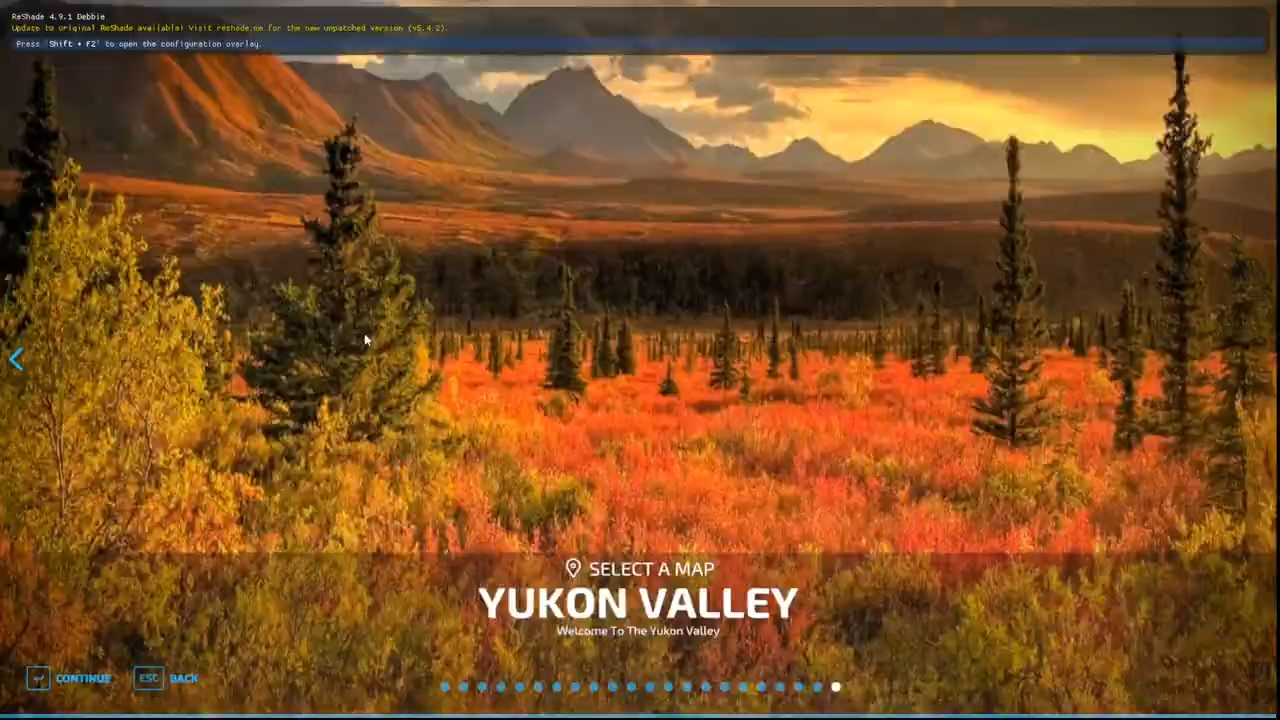 ReShade 4.9.1 Debbie
Update to original ReShade available! Visit reshade.me for the new unpatched version (v5.4.2).
Press 'Shift + F2' to open the configuration overlay.
SELECT A MAP
YUKON VALLEY
Welcome To The Yukon Valley
CONTINUE
ESC BACK